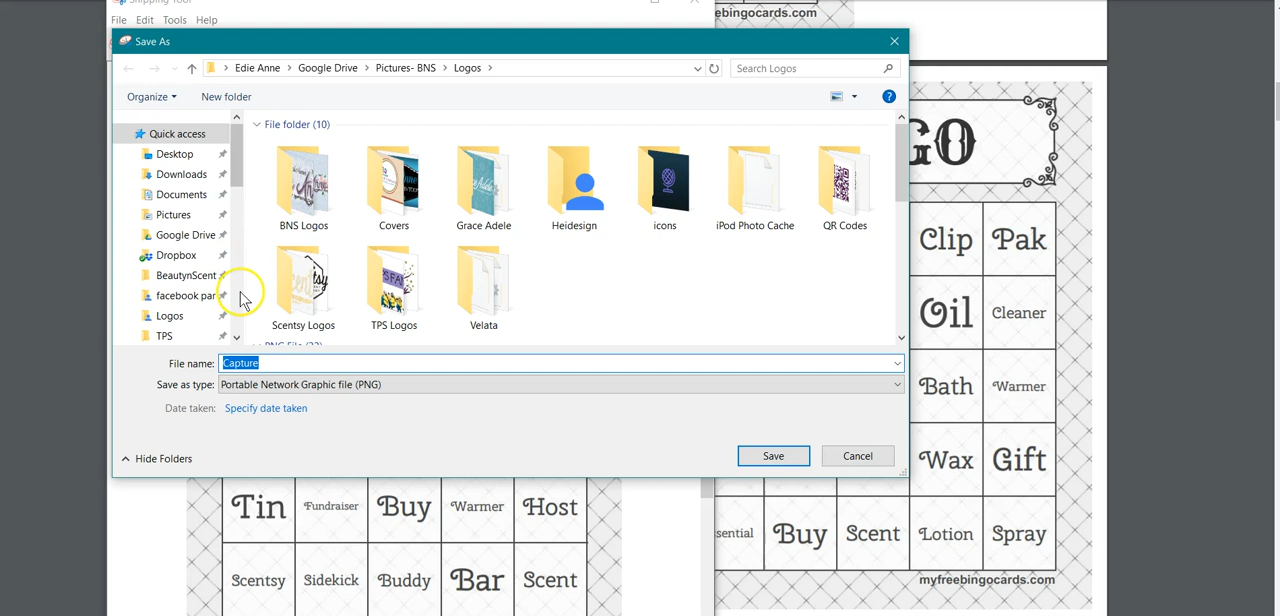 Snipping Tool
File Edit Tools Help
ebingocards.com
Save As
Edie Anne > Google Drive > Pictures- BNS > Logos >
Search Logos
Organize
New folder
?
Quick access
Desktop
Downloads
Documents
Pictures
Google Drive
Dropbox
BeautynScent
facebook par
Logos
TPS
File folder (10)
BNS Logos
Covers
Grace Adele
Heidesign
icons
iPod Photo Cache
QR Codes
Scentsy Logos
TPS Logos
Velata
File name: Capture
Save as type: Portable Network Graphic file (PNG)
Date taken: Specify date taken
Hide Folders
Save
Cancel
GO
Clip Pak
Oil Cleaner
Bath Warmer
Wax Gift
ssential Buy Scent Lotion Spray
myfreebingocards.com
Tin Fundraiser Buy Warmer Host
Scentsy Sidekick Buddy Bar Scent